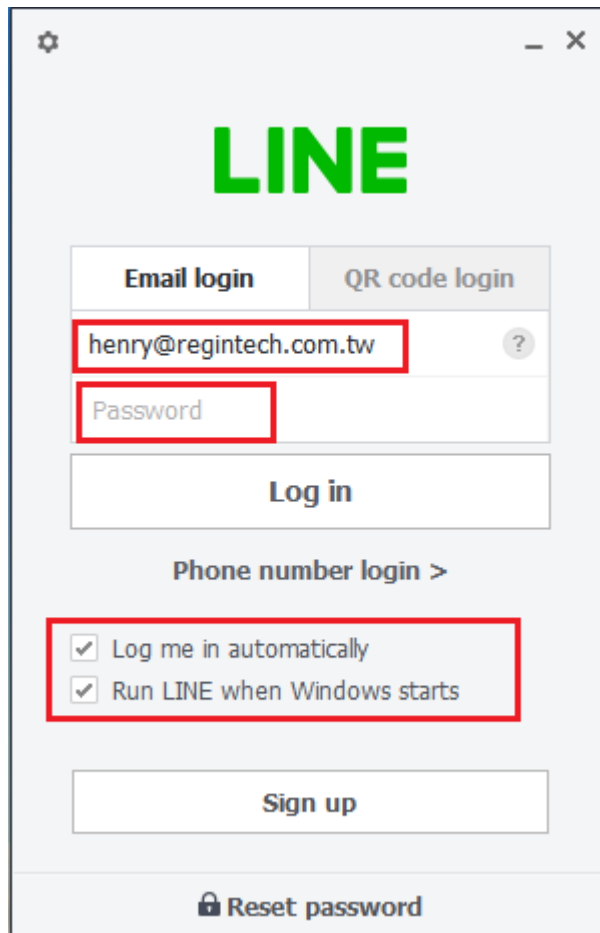 LINE
Email login QR code login
henry@regintech.com.tw ?
Password
Log in
Phone number login >
Log me in automatically
Run LINE when Windows starts
Sign up
Reset password